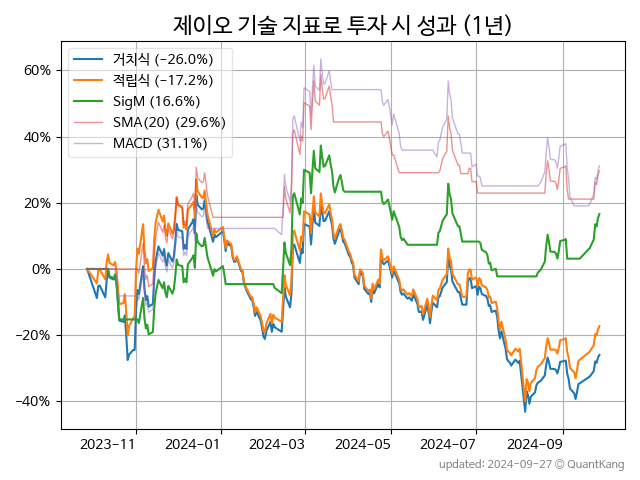 제이오 기술 지표로 투자 시 성과 (1년)
거치식 (−26.0%)
적립식 (−17.2%)
SigM (16.6%)
SMA(20) (29.6%)
MACD (31.1%)
60%
40%
20%
0%
−20%
−40%
2023-11 2024-01 2024-03 2024-05 2024-07 2024-09
updated: 2024-09-27 © QuantKang